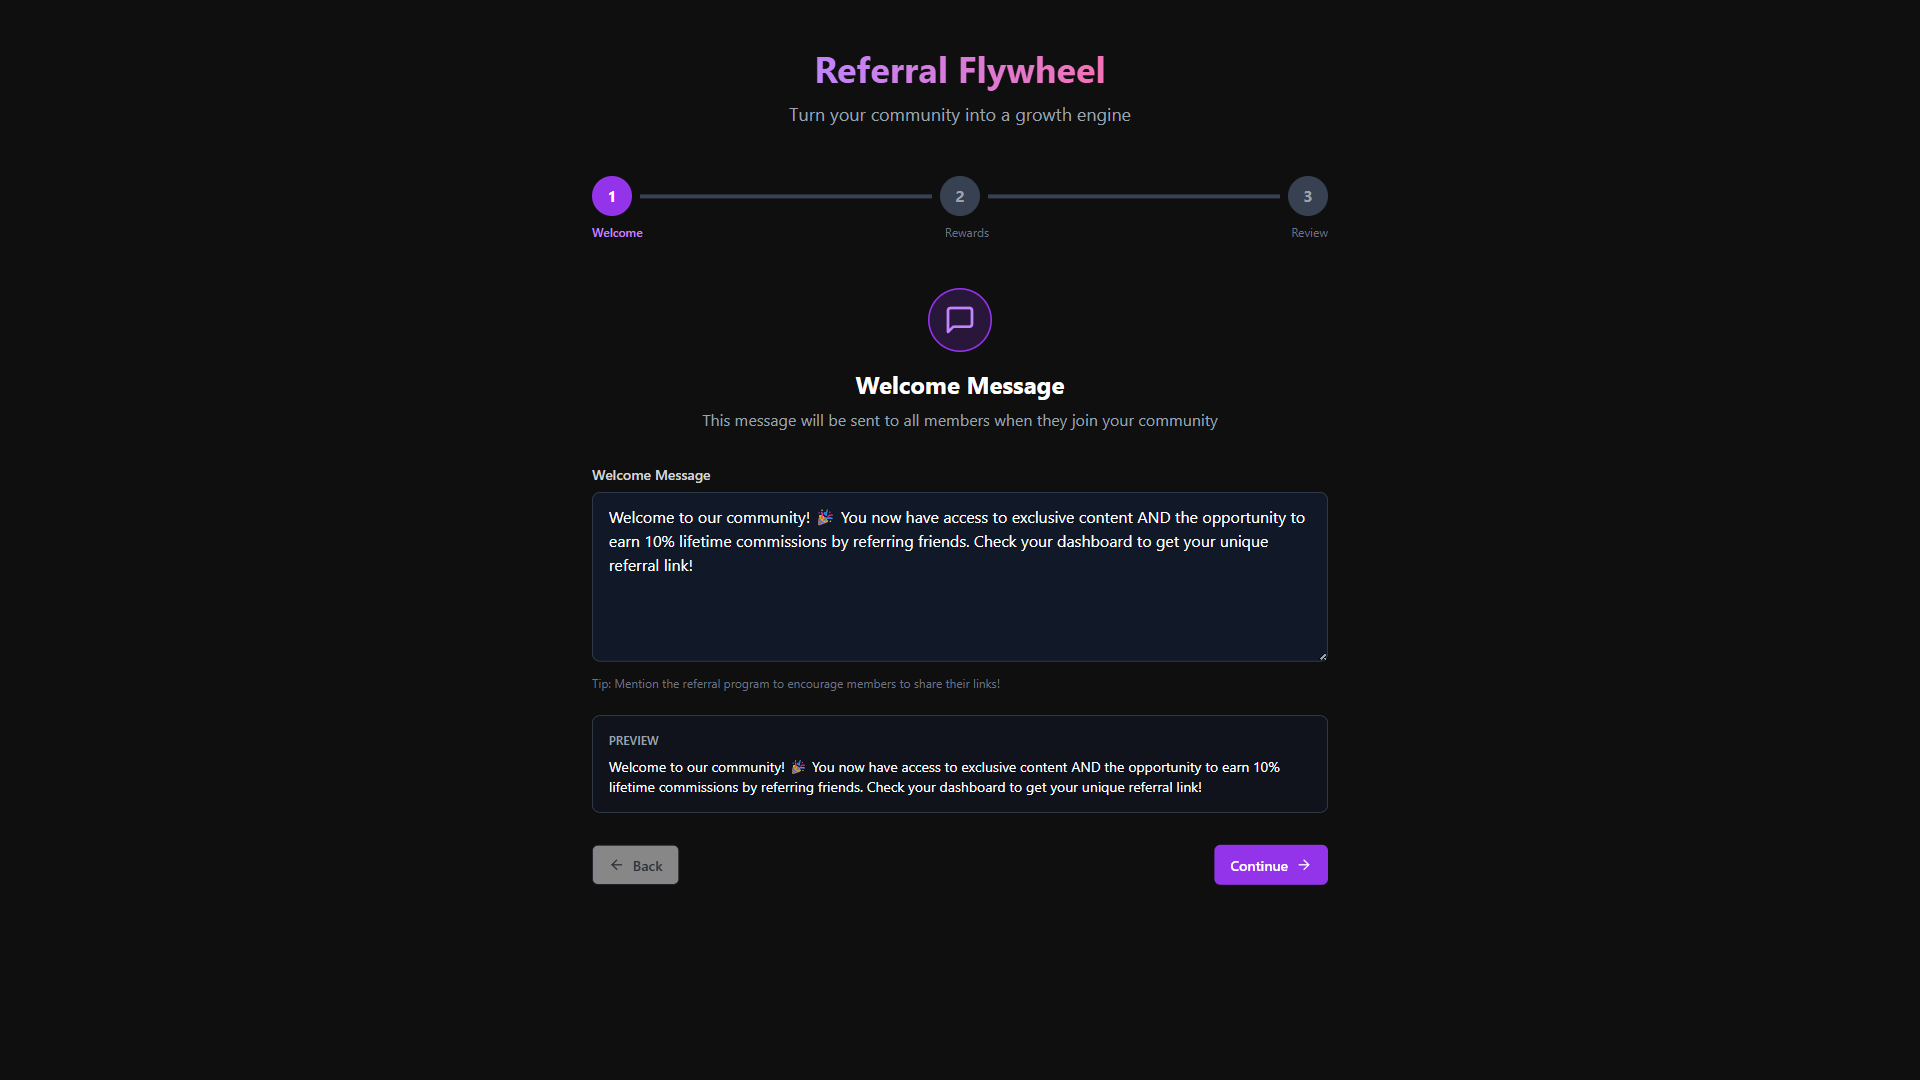 Referral Flywheel
Turn your community into a growth engine
1
2
3
Welcome
Rewards
Review
Welcome Message
This message will be sent to all members when they join your community
Welcome Message
Welcome to our community! 🎉 You now have access to exclusive content AND the opportunity to
earn 10% lifetime commissions by referring friends. Check your dashboard to get your unique
referral link!
Tip: Mention the referral program to encourage members to share their links!
PREVIEW
Welcome to our community! 🎉 You now have access to exclusive content AND the opportunity to earn 10%
lifetime commissions by referring friends. Check your dashboard to get your unique referral link!
Back
Continue